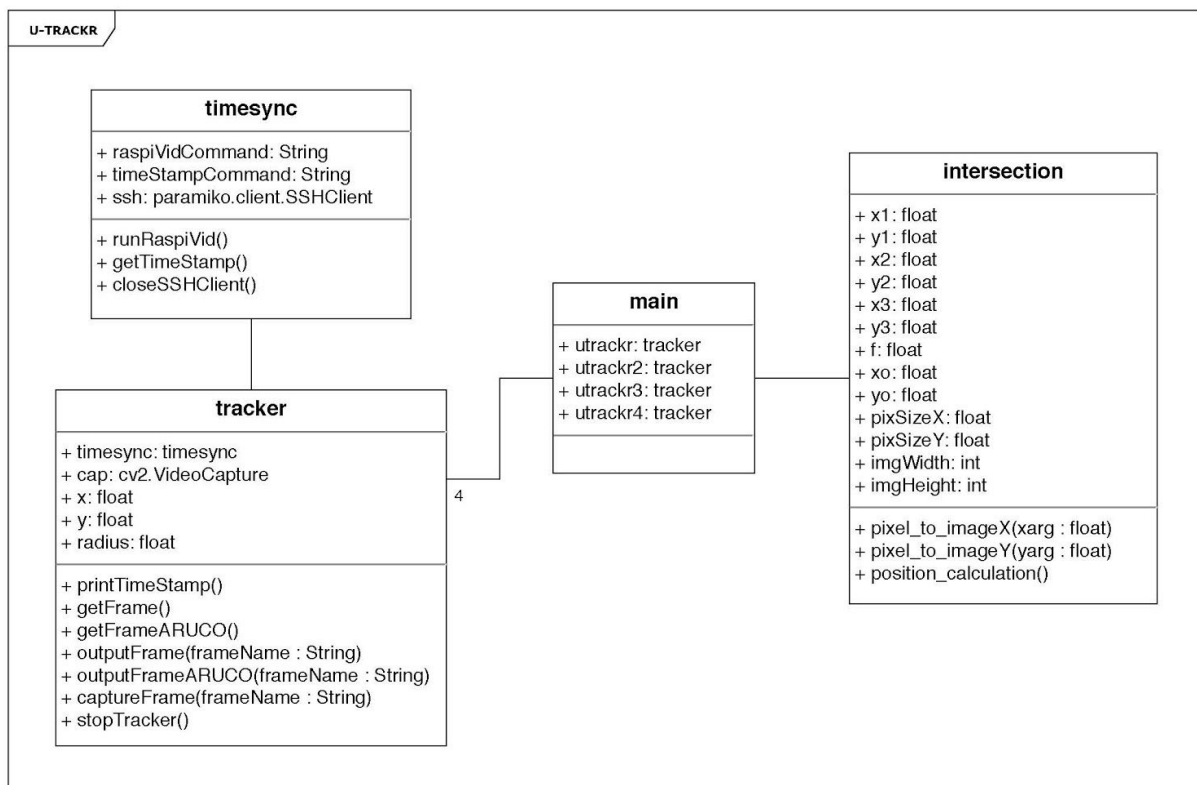 U-TRACKR
timesync
+ raspiVidCommand: String
+ timeStampCommand: String
+ ssh: paramiko.client.SSHClient
+ runRaspiVid()
+ getTimeStamp()
+ closeSSHClient()
tracker
+ timesync: timesync
+ cap: cv2.VideoCapture
+ x: float
+ y: float
+ radius: float
+ printTimeStamp()
+ getFrame()
+ getFrameARUCO()
+ outputFrame(frameName : String)
+ outputFrameARUCO(frameName : String)
+ captureFrame(frameName : String)
+ stopTracker()
4
main
+ utrackr: tracker
+ utrackr2: tracker
+ utrackr3: tracker
+ utrackr4: tracker
intersection
+ x1: float
+ y1: float
+ x2: float
+ y2: float
+ x3: float
+ y3: float
+ f: float
+ xo: float
+ yo: float
+ pixSizeX: float
+ pixSizeY: float
+ imgWidth: int
+ imgHeight: int
+ pixel_to_imageX(xarg : float)
+ pixel_to_imageY(yarg : float)
+ position_calculation()